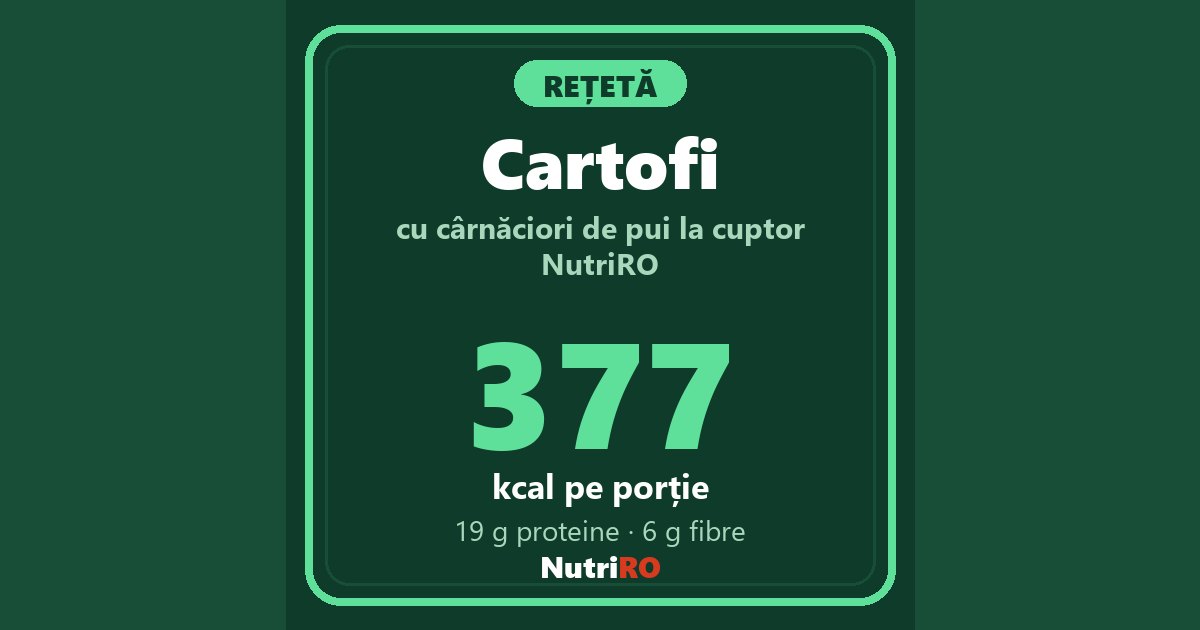 REȚETĂ
Cartofi
cu cârnăciori de pui la cuptor
NutriRO
377
kcal pe porție
19 g proteine · 6 g fibre
NutriRO